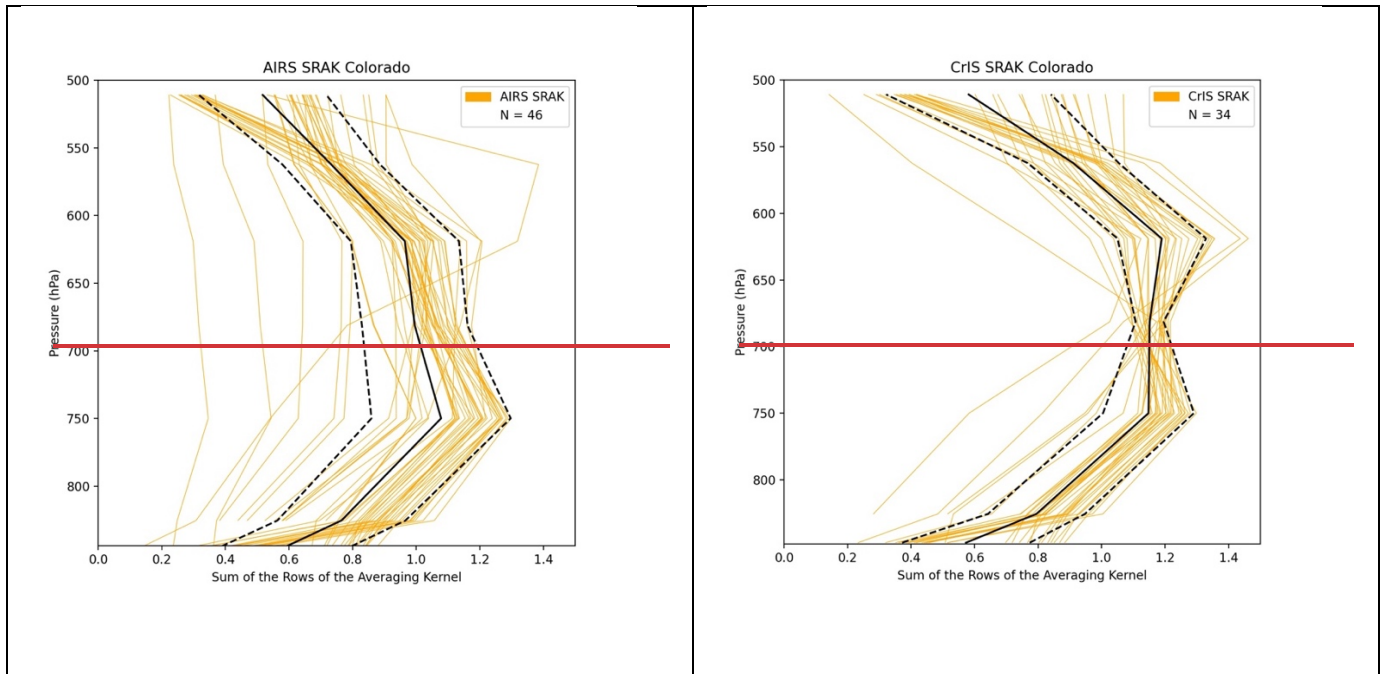 AIRS SRAK Colorado
AIRS SRAK
N = 46
Pressure (hPa)
500
550
600
650
700
750
800
0.0 0.2 0.4 0.6 0.8 1.0 1.2 1.4
Sum of the Rows of the Averaging Kernel
CrIS SRAK Colorado
CrIS SRAK
N = 34
Pressure (hPa)
500
550
600
650
700
750
800
0.0 0.2 0.4 0.6 0.8 1.0 1.2 1.4
Sum of the Rows of the Averaging Kernel